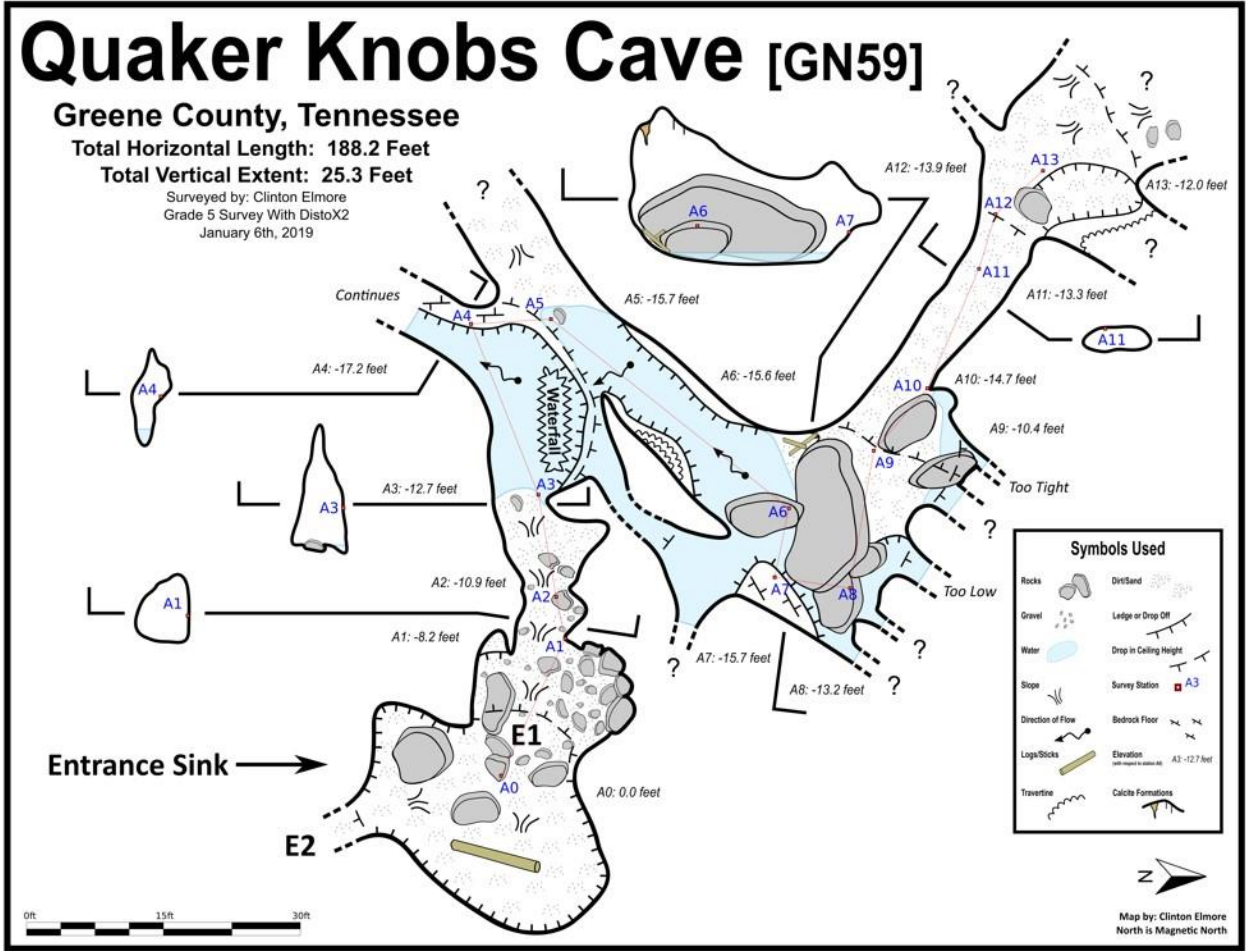 Quaker Knobs Cave [GN59]
Greene County, Tennessee
Total Horizontal Length: 188.2 Feet
Total Vertical Extent: 25.3 Feet
Surveyed by: Clinton Elmore
Grade 5 Survey With DistoX2
January 6th, 2019
?
?
?
?
A13
A12: -13.9 feet
A13: -12.0 feet
A12
A6
A7
A11
A11: -13.3 feet
A11
Continues
A5
A4
A5: -15.7 feet
A4: -17.2 feet
A4
A6: -15.6 feet
A10
A10: -14.7 feet
A9: -10.4 feet
Waterfall
A9
Too Tight
?
A3: -12.7 feet
A3
A3
A6
A2: -10.9 feet
A2
A7
A8
Too Low
A1
A1: -8.2 feet
A1
A7: -15.7 feet
A8: -13.2 feet
?
?
?
E1
Entrance Sink
A0
A0: 0.0 feet
E2
Symbols Used
Rocks
Dirt/Sand
Gravel
Ledge or Drop Off
Water
Drop in Ceiling Height
Slope
Survey Station
A3
Direction of Flow
Bedrock Floor
Logs/Sticks
Elevation
(with respect to station A0)
A3: -12.7 feet
Travertine
Calcite Formations
N
0ft 15ft 30ft
Map by: Clinton Elmore
North is Magnetic North